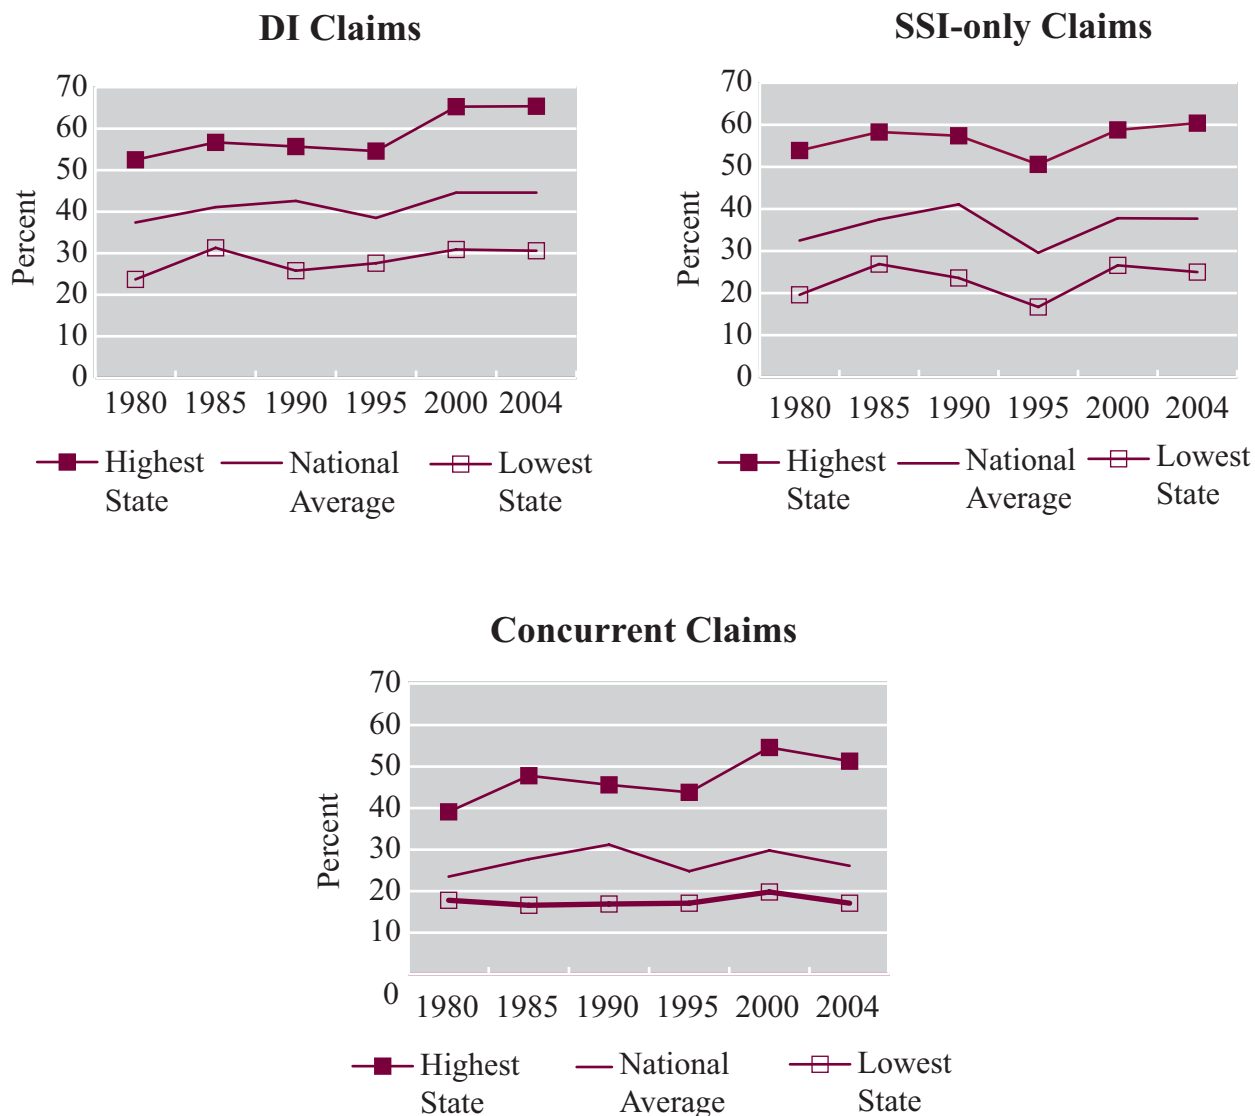 DI Claims
Percent
70
60
50
40
30
20
10
0
1980 1985 1990 1995 2000 2004
Highest State
National Average
Lowest State
SSI-only Claims
Percent
70
60
50
40
30
20
10
0
1980 1985 1990 1995 2000 2004
Highest State
National Average
Lowest State
Concurrent Claims
Percent
70
60
50
40
30
20
10
0
1980 1985 1990 1995 2000 2004
Highest State
National Average
Lowest State